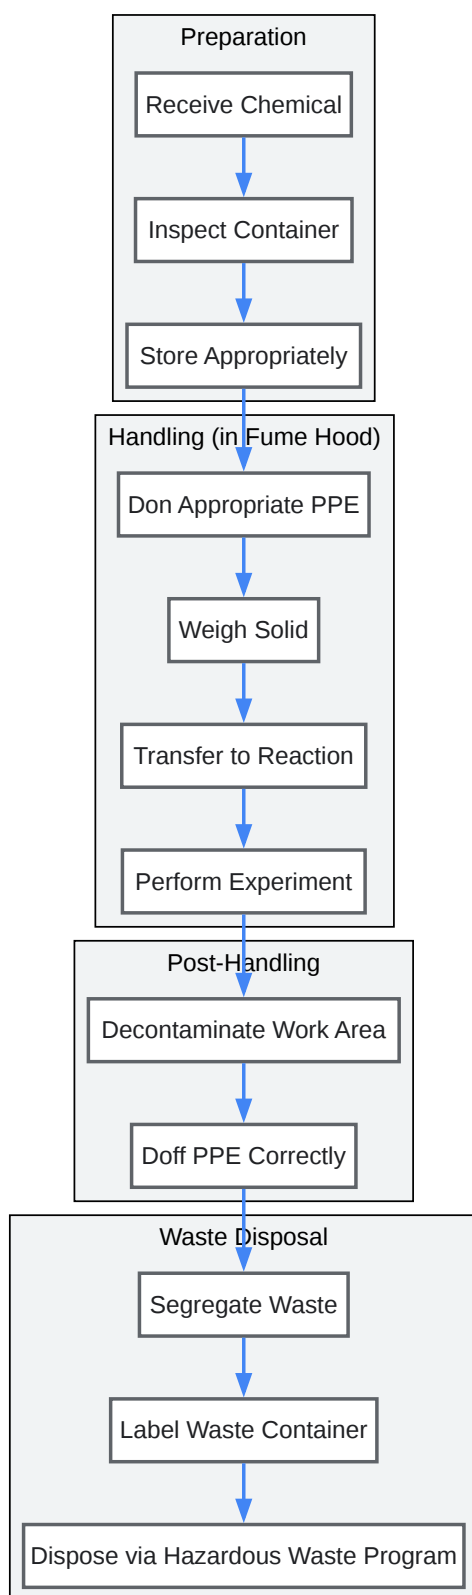 Preparation
Receive Chemical
Inspect Container
Store Appropriately
Handling (in Fume Hood)
Don Appropriate PPE
Weigh Solid
Transfer to Reaction
Perform Experiment
Post-Handling
Decontaminate Work Area
Doff PPE Correctly
Waste Disposal
Segregate Waste
Label Waste Container
Dispose via Hazardous Waste Program